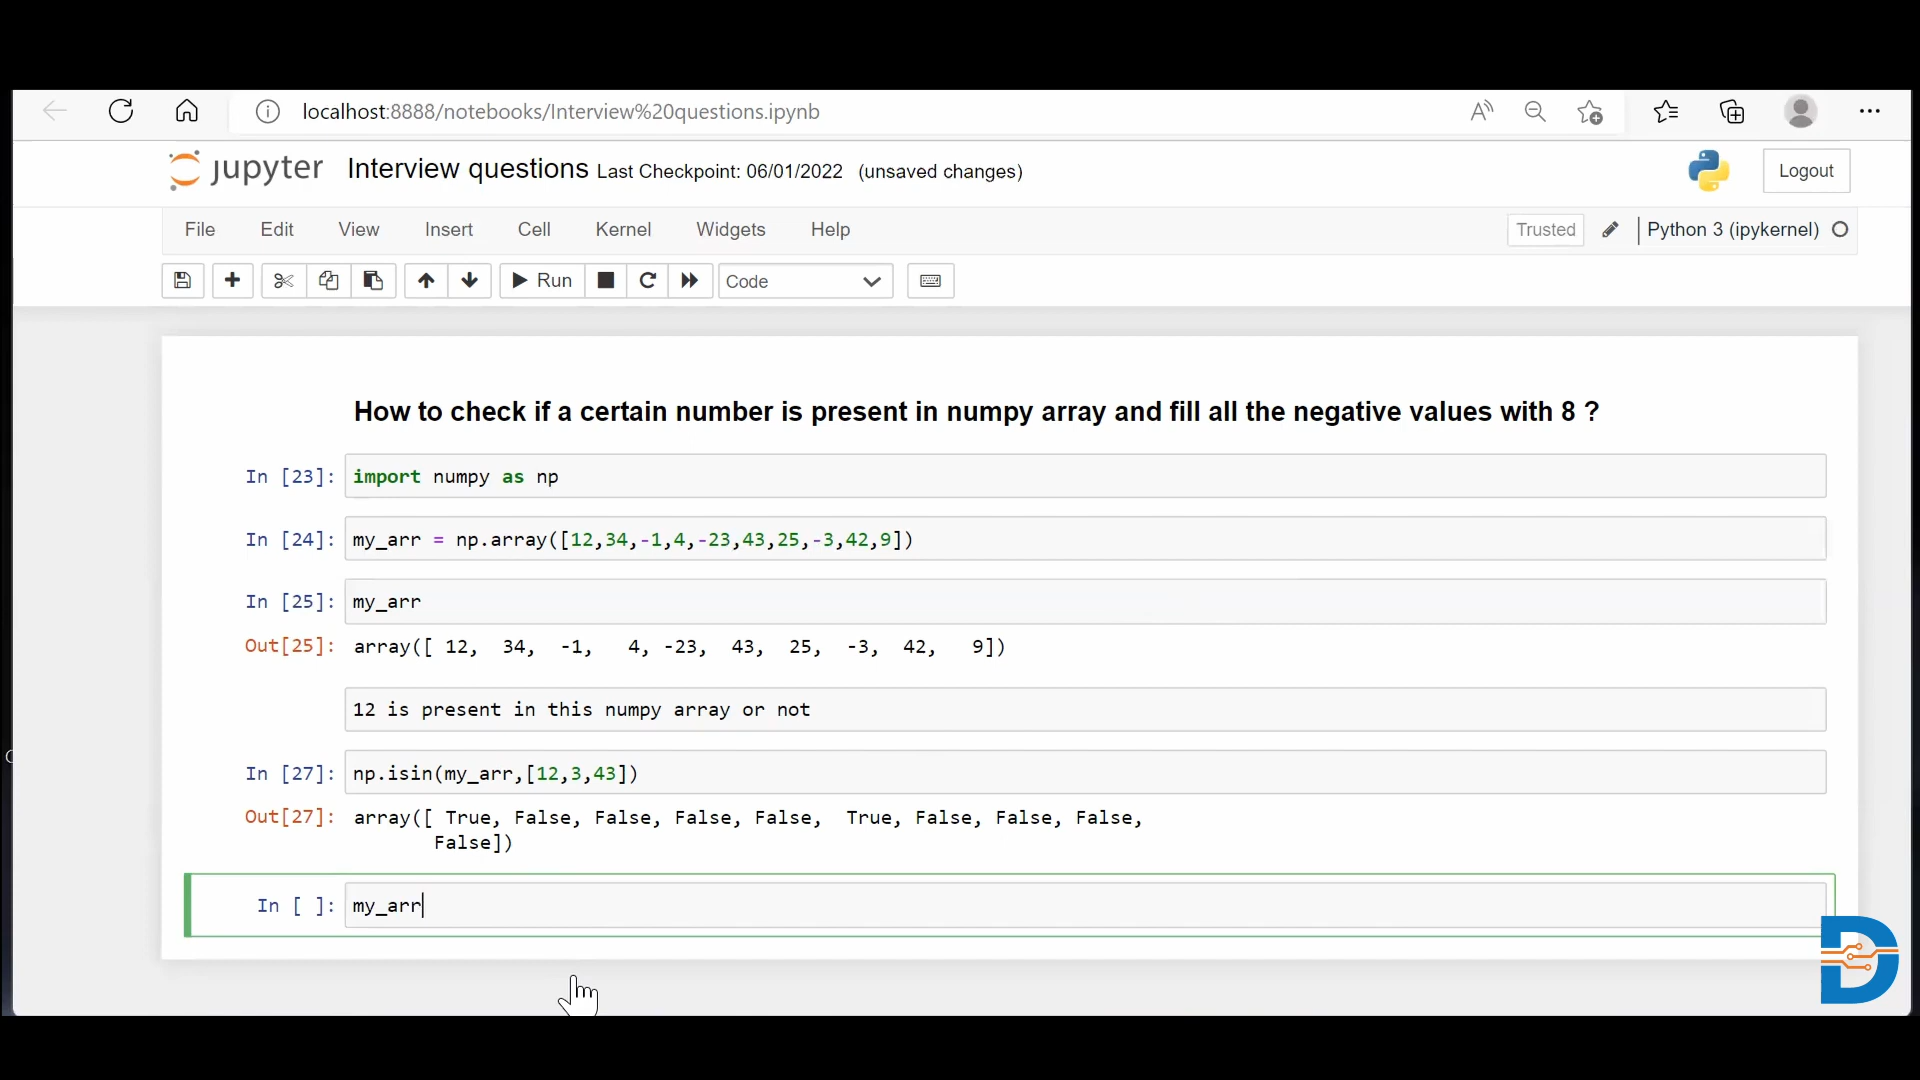 localhost:8888/notebooks/Interview%20questions.ipynb
jupyter Interview questions Last Checkpoint: 06/01/2022 (unsaved changes)
Logout
File Edit View Insert Cell Kernel Widgets Help Trusted Python 3 (ipykernel)
Run Code
How to check if a certain number is present in numpy array and fill all the negative values with 8 ?
In [23]: import numpy as np
In [24]: my_arr = np.array([12,34,-1,4,-23,43,25,-3,42,9])
In [25]: my_arr
Out[25]: array([ 12, 34, -1, 4, -23, 43, 25, -3, 42, 9])
12 is present in this numpy array or not
In [27]: np.isin(my_arr,[12,3,43])
Out[27]: array([ True, False, False, False, False, True, False, False, False,
False])
In [ ]: my_arr